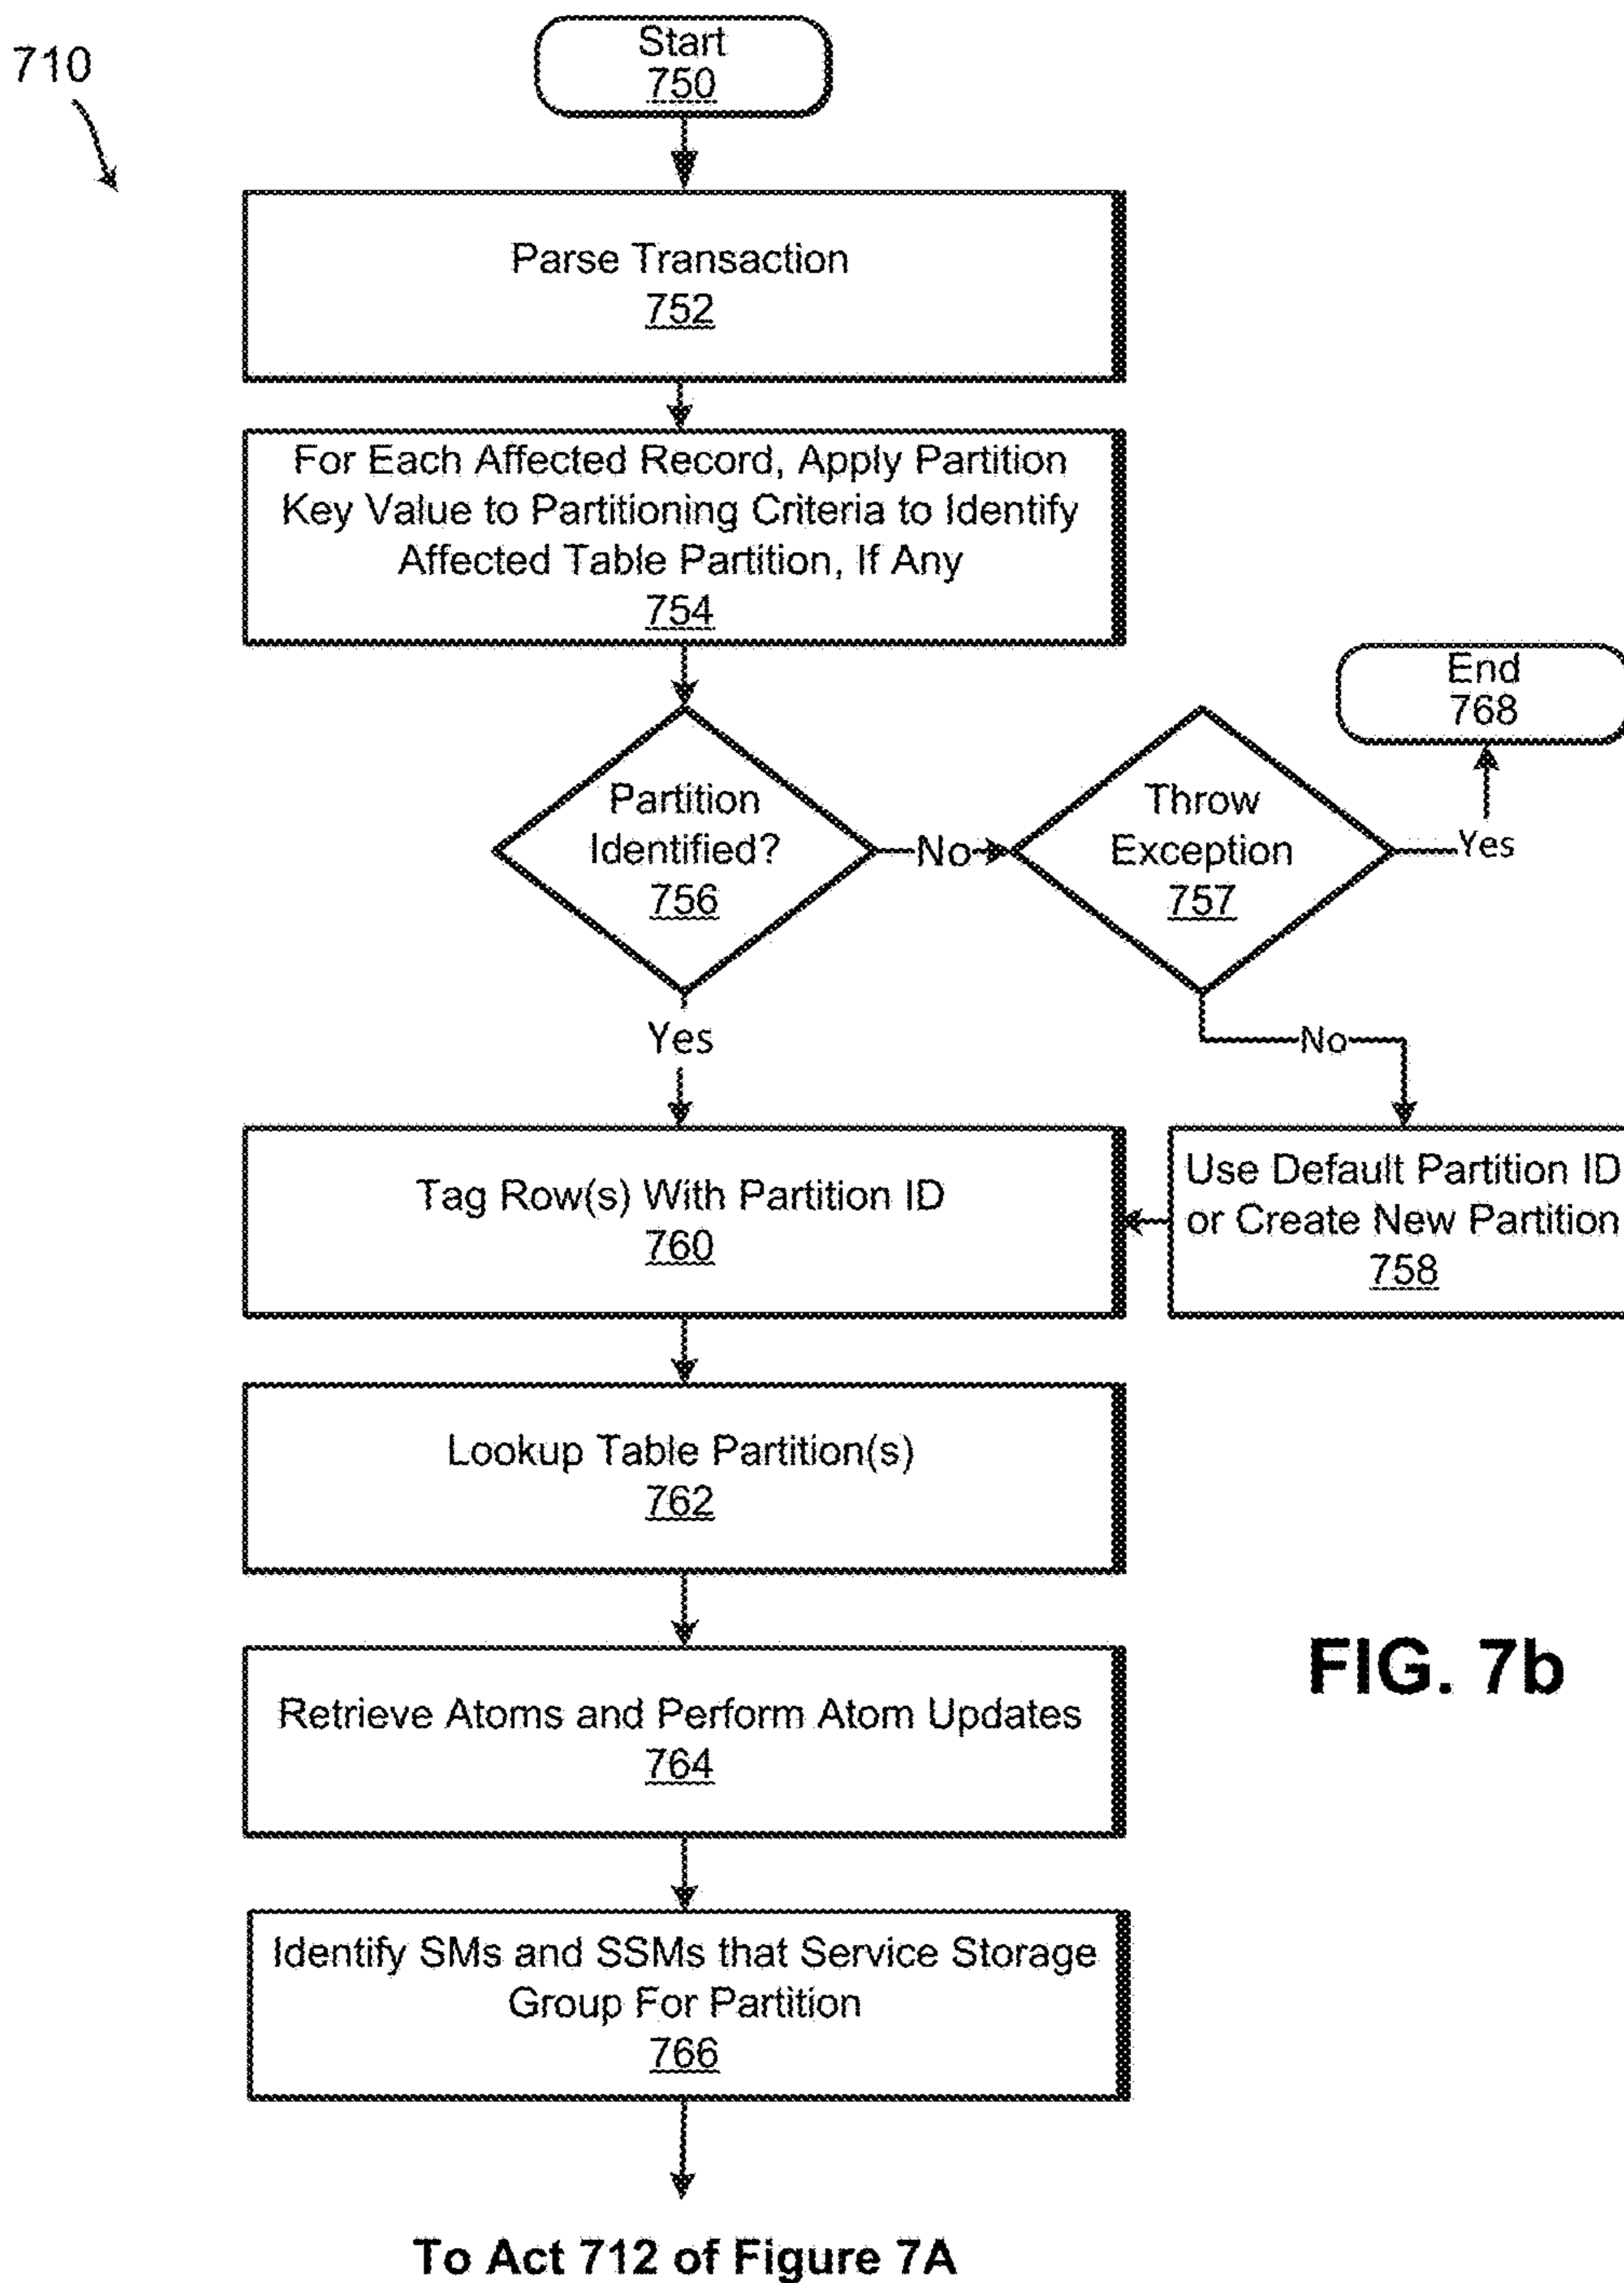 710
Start
750
Parse Transaction
752
For Each Affected Record, Apply Partition
Key Value to Partitioning Criteria to Identify
Affected Table Partition, If Any
754
End
768
Partition
Identified?
756
No
Throw
Exception
757
Yes
Yes
No
Tag Row(s) With Partition ID
760
Use Default Partition ID
or Create New Partition
758
Lookup Table Partition(s)
762
Retrieve Atoms and Perform Atom Updates
764
FIG. 7b
Identify SMs and SSMs that Service Storage
Group For Partition
766
To Act 712 of Figure 7A